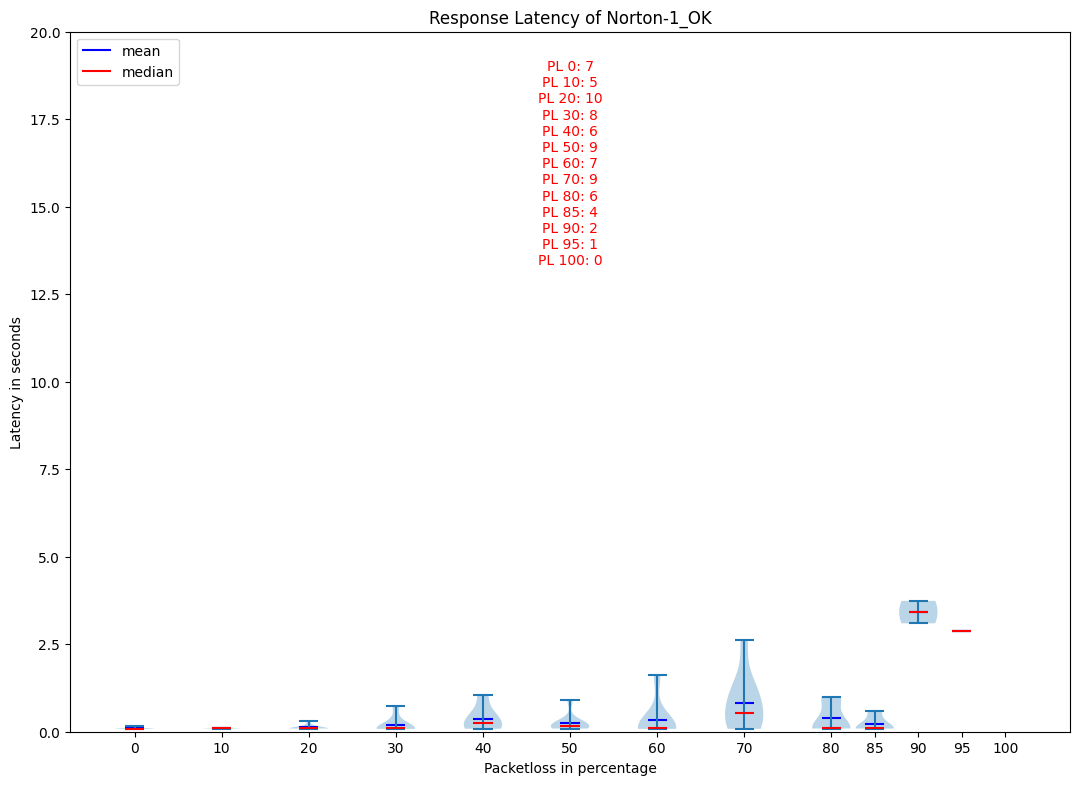 Response Latency of Norton-1_OK
20.0
17.5
15.0
12.5
10.0
7.5
5.0
2.5
0.0
Latency in seconds
mean
median
PL 0: 7
PL 10: 5
PL 20: 10
PL 30: 8
PL 40: 6
PL 50: 9
PL 60: 7
PL 70: 9
PL 80: 6
PL 85: 4
PL 90: 2
PL 95: 1
PL 100: 0
0 10 20 30 40 50 60 70 80 85 90 95 100
Packetloss in percentage